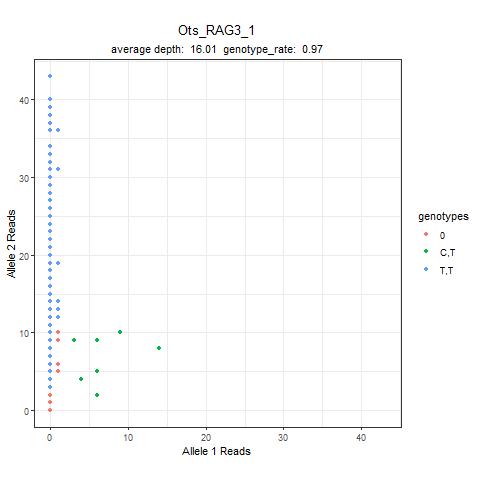 Ots_RAG3_1
average depth: 16.01 genotype_rate: 0.97
Allele 2 Reads
40
30
20
10
0
0 10 20 30 40
Allele 1 Reads
genotypes
0
C,T
T,T